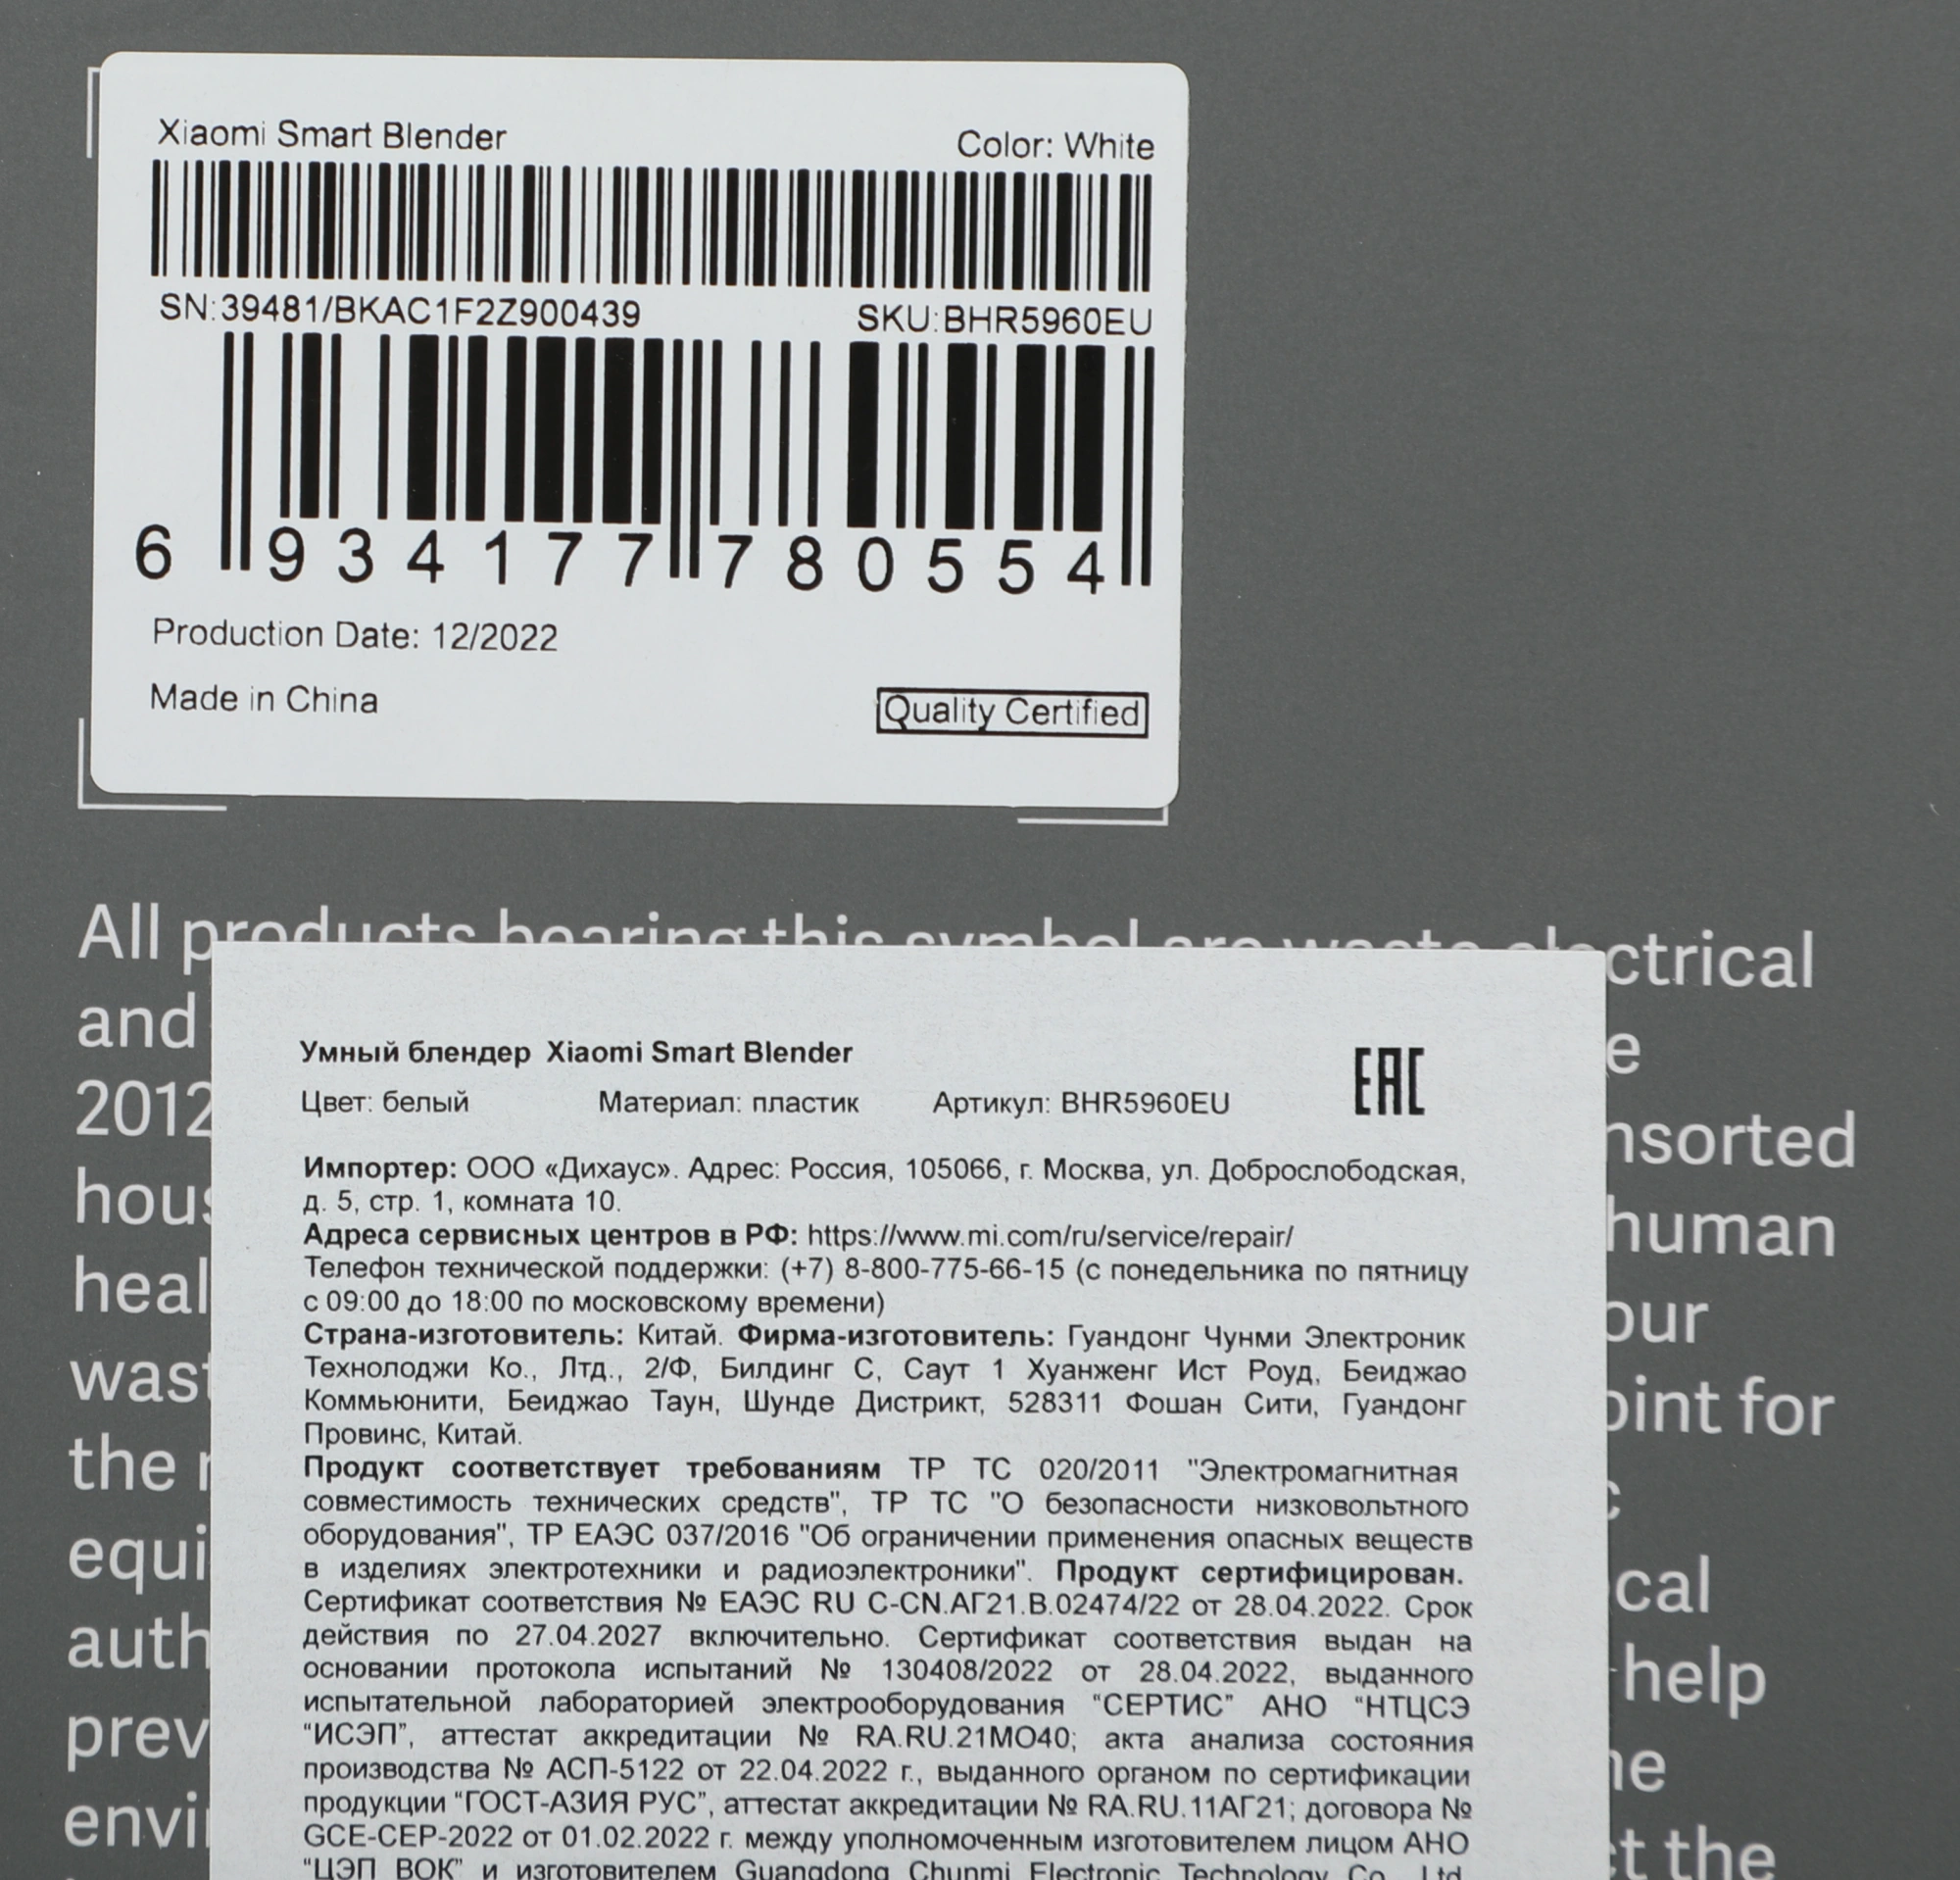 Xiaomi Smart Blender
Color: White
SN:39481/BKAC1F2Z900439
SKU:BHR5960EU
6 934177 780554
Production Date: 12/2022
Made in China
Quality Certified
All products bearing this symbol are waste electrical
and
e
2012
nsorted
hous
human
heal
our
wast
oint for
the r
equi
cal
auth
help
prev
he
envi
ct the
Умный блендер Xiaomi Smart Blender
EAC
Цвет: белый Материал: пластик Артикул: BHR5960EU
Импортер: ООО «Дихаус». Адрес: Россия, 105066, г. Москва, ул. Доброслободская,
д. 5, стр. 1, комната 10.
Адреса сервисных центров в РФ: https://www.mi.com/ru/service/repair/
Телефон технической поддержки: (+7) 8-800-775-66-15 (с понедельника по пятницу
с 09:00 до 18:00 по московскому времени)
Страна-изготовитель: Китай. Фирма-изготовитель: Гуандонг Чунми Электроник
Технолоджи Ко., Лтд., 2/Ф, Билдинг С, Саут 1 Хуанженг Ист Роуд, Беиджао
Коммьюнити, Беиджао Таун, Шунде Дистрикт, 528311 Фошан Сити, Гуандонг
Провинс, Китай.
Продукт соответствует требованиям ТР ТС 020/2011 "Электромагнитная
совместимость технических средств", ТР ТС "О безопасности низковольтного
оборудования", ТР ЕАЭС 037/2016 "Об ограничении применения опасных веществ
в изделиях электротехники и радиоэлектроники". Продукт сертифицирован.
Сертификат соответствия № ЕАЭС RU С-CN.АГ21.В.02474/22 от 28.04.2022. Срок
действия по 27.04.2027 включительно. Сертификат соответствия выдан на
основании протокола испытаний № 130408/2022 от 28.04.2022, выданного
испытательной лабораторией электрооборудования “СЕРТИС” АНО “НТЦСЭ
“ИСЭП”, аттестат аккредитации № RA.RU.21МО40; акта анализа состояния
производства № АСП-5122 от 22.04.2022 г., выданного органом по сертификации
продукции “ГОСТ-АЗИЯ РУС”, аттестат аккредитации № RA.RU.11АГ21; договора №
GCE-CEP-2022 от 01.02.2022 г. между уполномоченным изготовителем лицом АНО
“ЦЭП ВОК” и изготовителем Guangdong Chunmi Electronic Technology Co., Ltd.